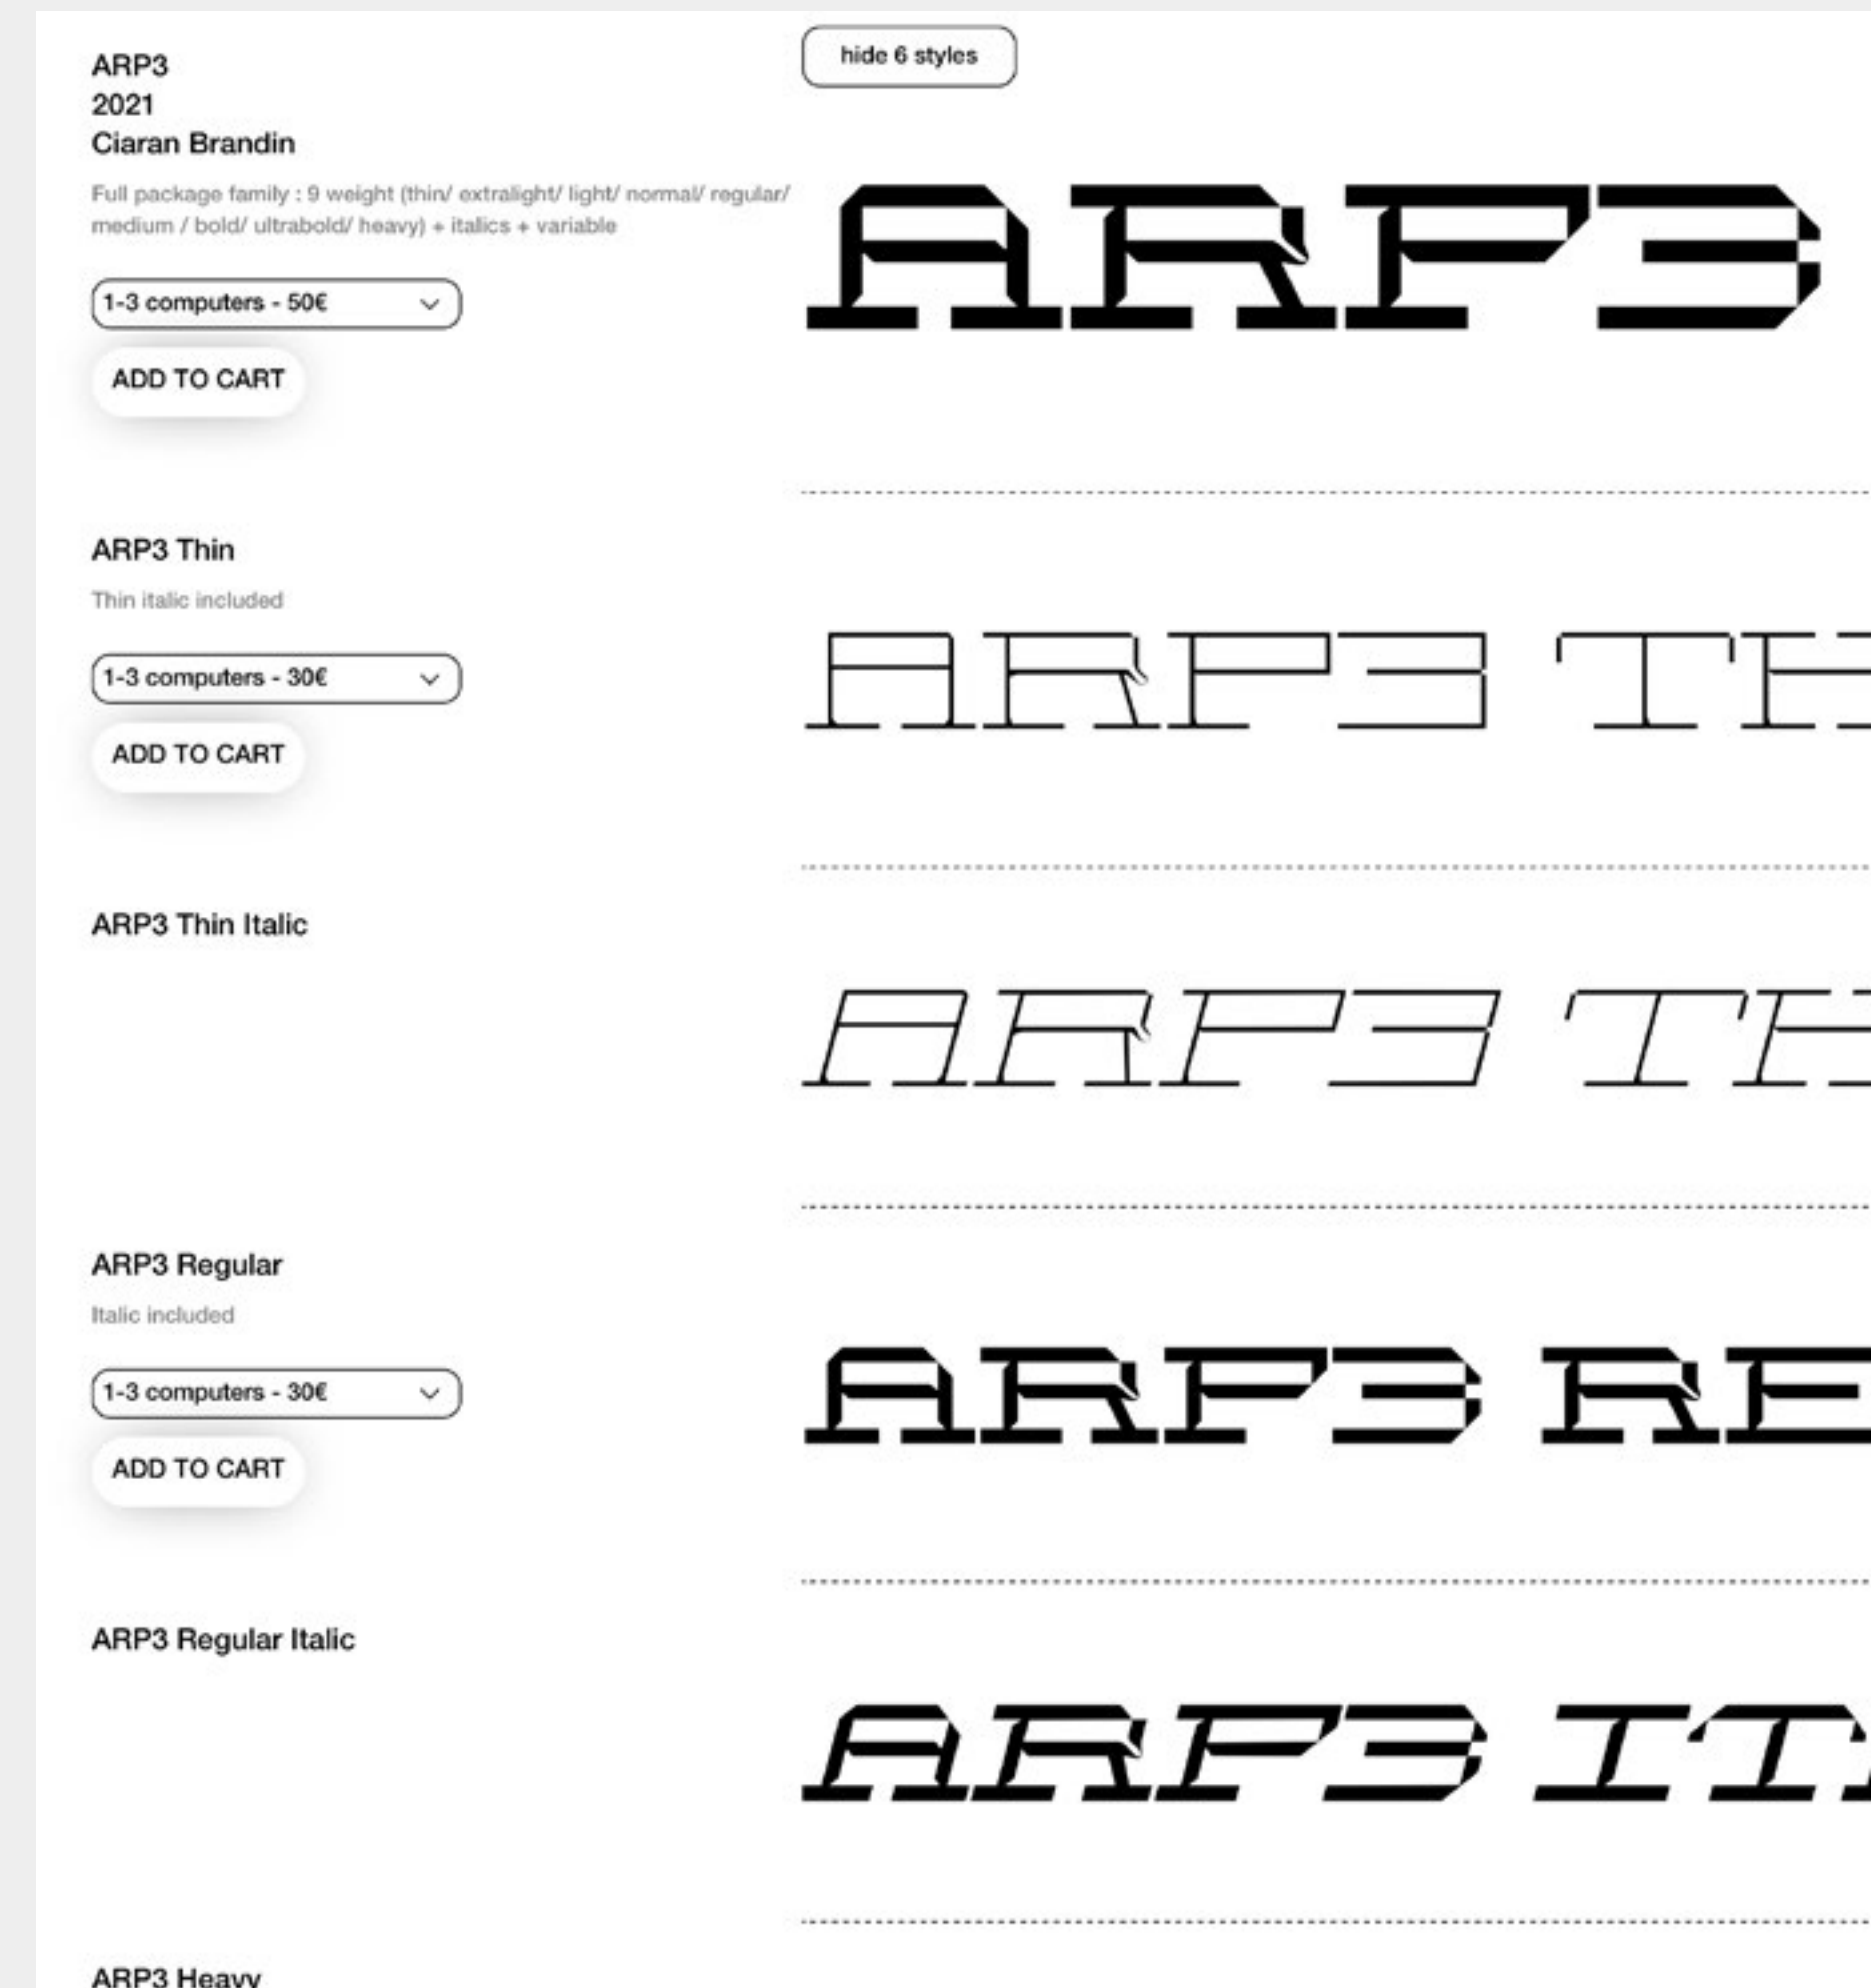 hide 6 styles
ARP3
2021
Ciaran Brandin
Full package family : 9 weight (thin/ extralight/ light/ normal/ regular/
medium / bold/ ultrabold/ heavy) + italics + variable
1-3 computers - 50€
ADD TO CART
ARP3
ARP3 Thin
Thin italic included
1-3 computers - 30€
ADD TO CART
ARP3 TH
ARP3 Thin Italic
ARP3 TH
ARP3 Regular
Italic included
1-3 computers - 30€
ADD TO CART
ARP3 RE
ARP3 Regular Italic
ARP3 IT
ARP3 Heavy